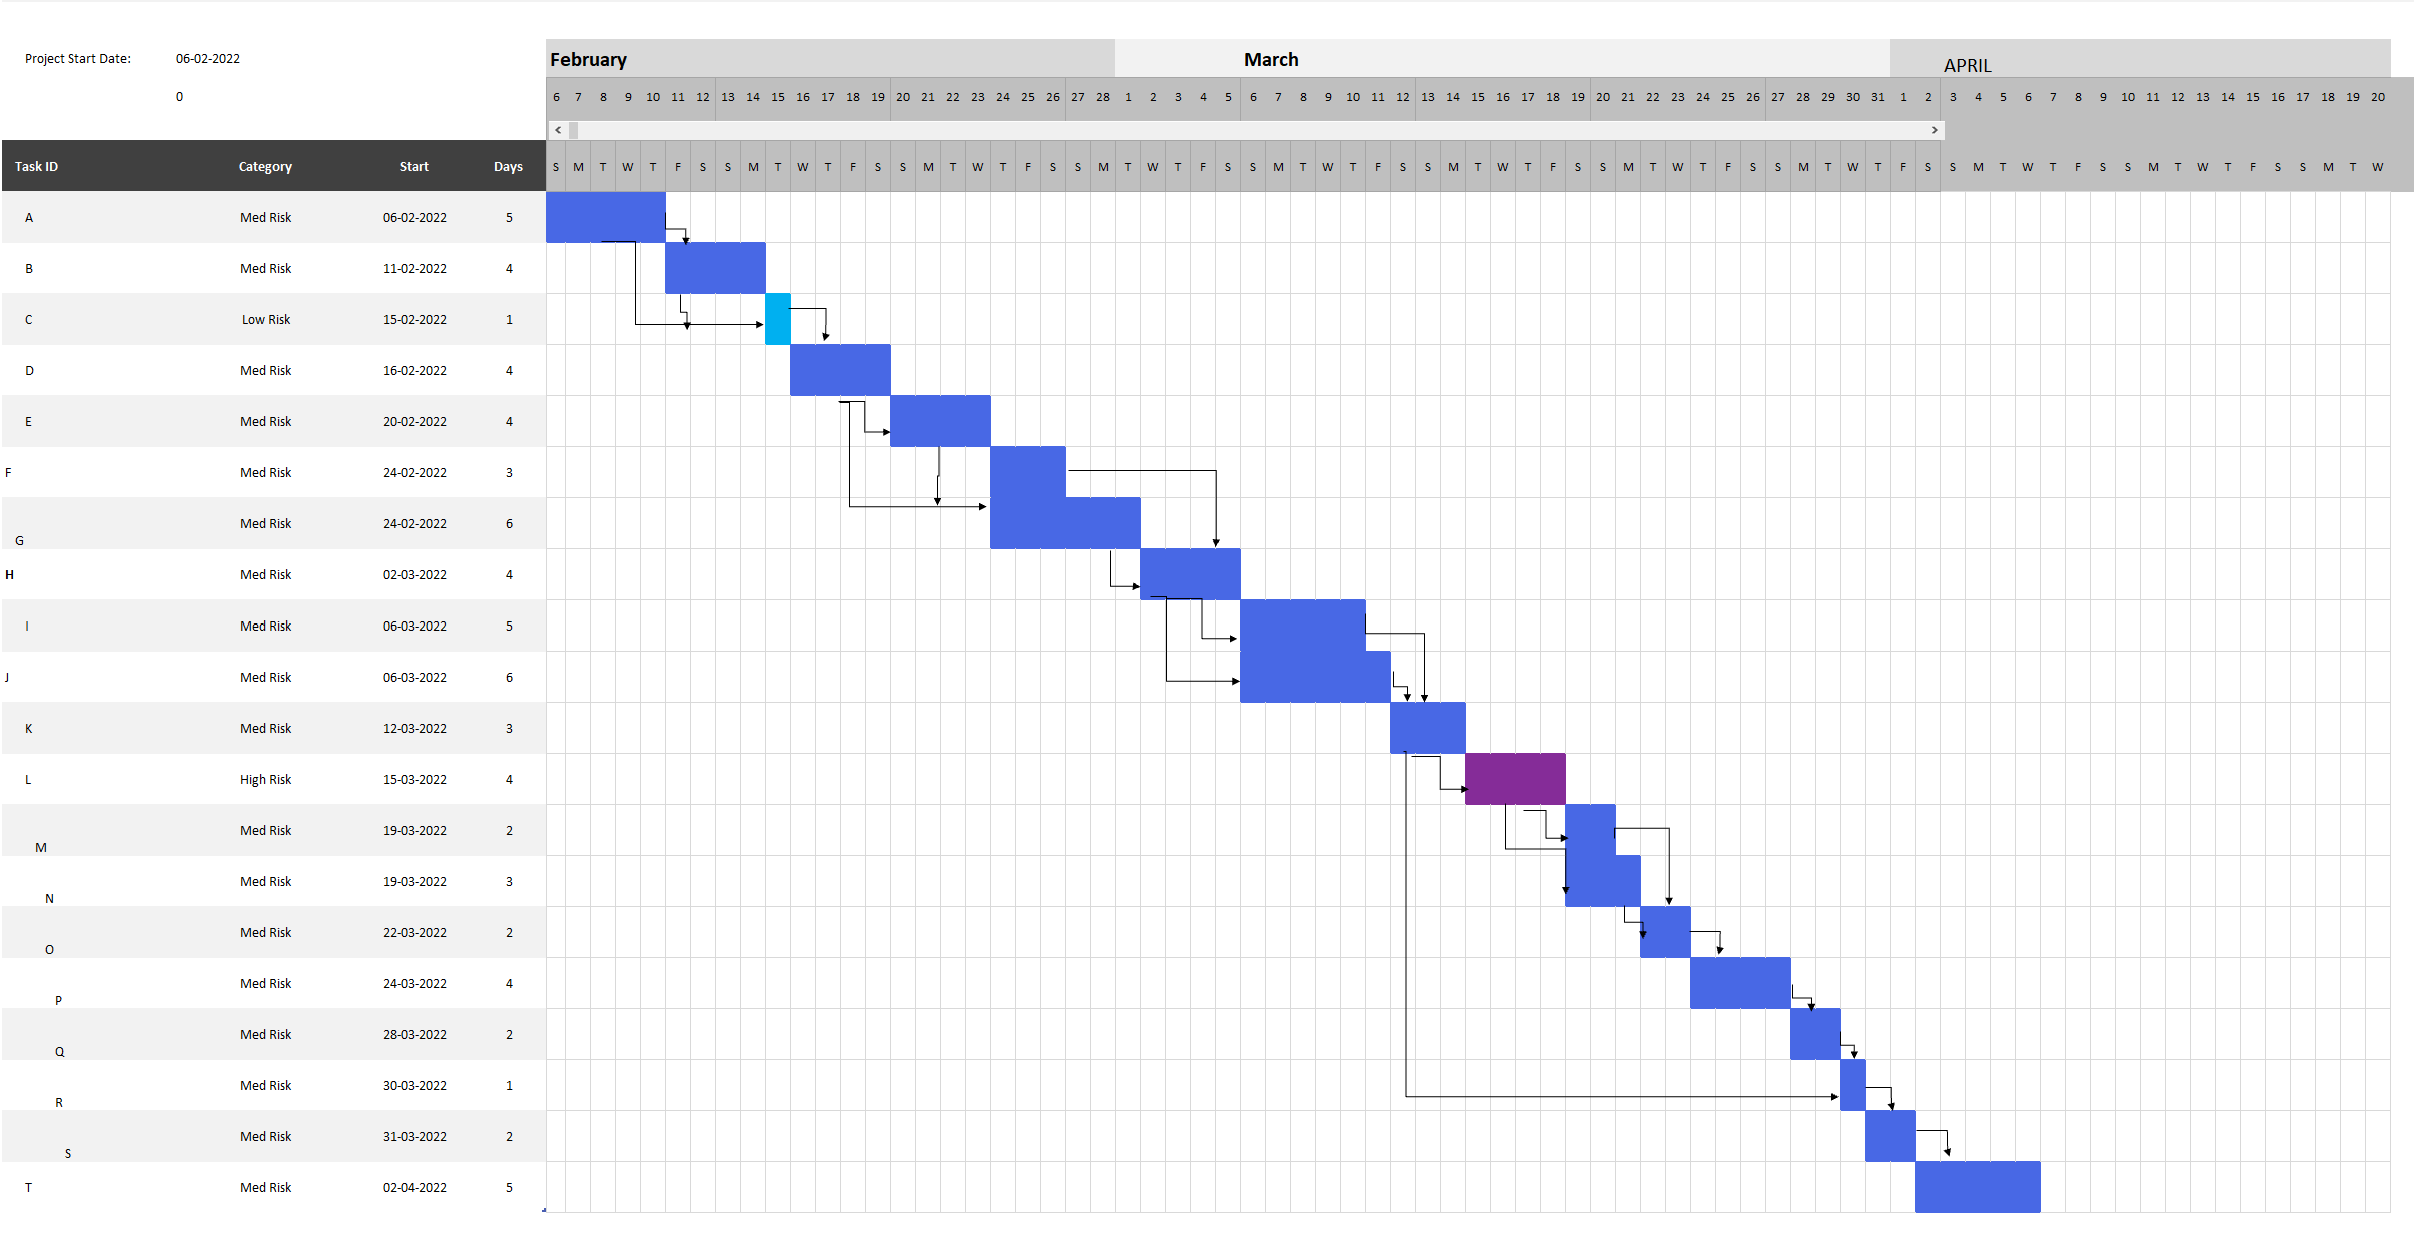 Project Start Date: 06-02-2022
February March APRIL
0
6 7 8 9 10 11 12 13 14 15 16 17 18 19 20 21 22 23 24 25 26 27 28 1 2 3 4 5 6 7 8 9 10 11 12 13 14 15 16 17 18 19 20 21 22 23 24 25 26 27 28 29 30 31 1 2 3 4 5 6 7 8 9 10 11 12 13 14 15 16 17 18 19 20
Task ID Category Start Days
S M T W T F S S M T W T F S S M T W T F S S M T W T F S S M T W T F S S M T W T F S S M T W T F S S M T W T F S S M T W T F S S M T W T F S S M T W
A Med Risk 06-02-2022 5
B Med Risk 11-02-2022 4
C Low Risk 15-02-2022 1
D Med Risk 16-02-2022 4
E Med Risk 20-02-2022 4
F Med Risk 24-02-2022 3
G Med Risk 24-02-2022 6
H Med Risk 02-03-2022 4
I Med Risk 06-03-2022 5
J Med Risk 06-03-2022 6
K Med Risk 12-03-2022 3
L High Risk 15-03-2022 4
M Med Risk 19-03-2022 2
N Med Risk 19-03-2022 3
O Med Risk 22-03-2022 2
P Med Risk 24-03-2022 4
Q Med Risk 28-03-2022 2
R Med Risk 30-03-2022 1
S Med Risk 31-03-2022 2
T Med Risk 02-04-2022 5